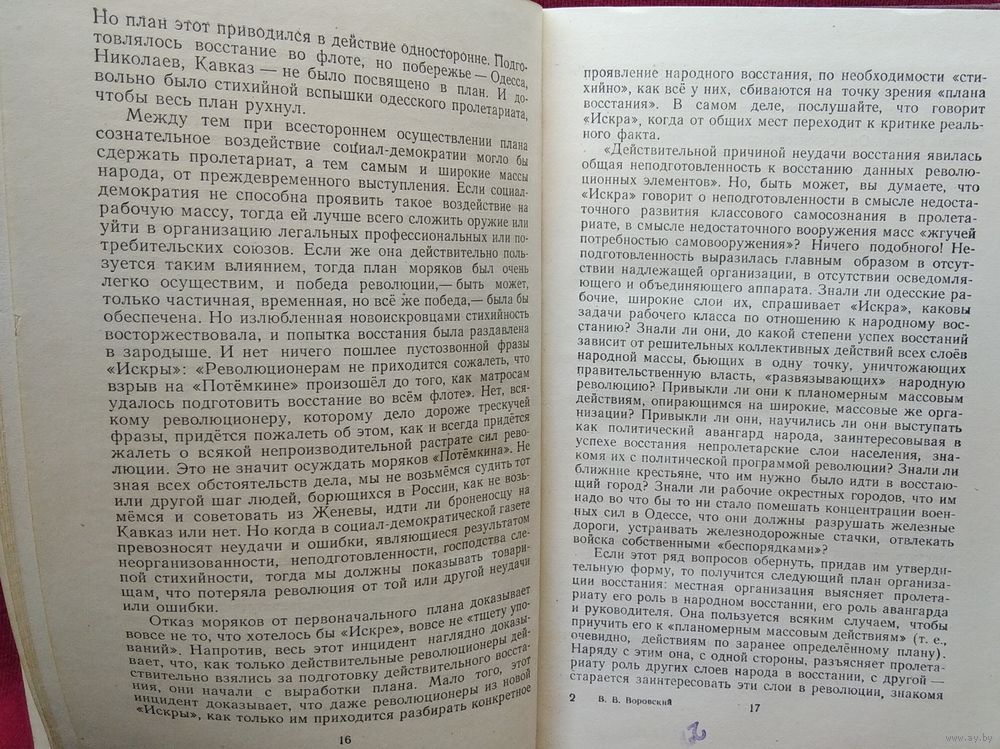 Но план этот приводился в действие односторонне. Подго-
товлялось восстание во флоте, но побережье — Одесса,
Николаев, Кавказ — не было посвящено в план. И до-
вольно было стихийной вспышки одесского пролетариата,
чтобы весь план рухнул.
Между тем при всестороннем осуществлении плана
сознательное воздействие социал-демократии могло бы
сдержать пролетариат, а тем самым и широкие массы
народа, от преждевременного выступления. Если социал-
демократия не способна проявить такое воздействие на
рабочую массу, тогда ей лучше всего сложить оружие или
уйти в организацию легальных профессиональных или по-
требительских союзов. Если же она действительно поль-
зуется таким влиянием, тогда план моряков был очень
легко осуществим, и победа революции,— быть может,
только частичная, временная, но всё же победа,— была бы
обеспечена. Но излюбленная новоискровцами стихийность
восторжествовала, и попытка восстания была раздавлена
в зародыше. И нет ничего пошлее пустозвонной фразы
«Искры»: «Революционерам не приходится сожалеть, что
взрыв на «Потёмкине» произошёл до того, как матросам
удалось подготовить восстание во всём флоте». Нет, вся-
кому революционеру, которому дело дороже трескучей
фразы, придётся пожалеть об этом, как и всегда придётся
жалеть о всякой непроизводительной растрате сил рево-
люции. Это не значит осуждать моряков «Потёмкина». Не
зная всех обстоятельств дела, мы не возьмёмся судить тот
или другой шаг людей, борющихся в России, как не возь-
мёмся и советовать из Женевы, идти ли броненосцу на
Кавказ или нет. Но когда в социал-демократической газете
превозносят неудачи и ошибки, являющиеся результатом
неорганизованности, неподготовленности, господства сле-
пой стихийности, тогда мы должны показывать товари-
щам, что потеряла революция от той или другой неудачи
или ошибки.
Отказ моряков от первоначального плана доказывает
вовсе не то, что хотелось бы «Искре», вовсе не «тщету упо-
ваний». Напротив, весь этот инцидент наглядно доказы-
вает, что, как только действительные революционеры дей-
ствительно взялись за подготовку действительного восста-
ния, они начали с выработки плана. Мало того, этот
инцидент доказывает, что даже революционеры из новой
«Искры», как только им приходится разбирать конкретное
16
проявление народного восстания, по необходимости «сти-
хийно», как всё у них, сбиваются на точку зрения «плана
восстания». В самом деле, послушайте, что говорит
«Искра», когда от общих мест переходит к критике реаль-
ного факта.
«Действительной причиной неудачи восстания явилась
общая неподготовленность к восстанию данных револю-
ционных элементов». Но, быть может, вы думаете, что
«Искра» говорит о неподготовленности в смысле недоста-
точного развития классового самосознания в пролета-
риате, в смысле недостаточного вооружения масс «жгучей
потребностью самовооружения»? Ничего подобного! Не-
подготовленность выразилась главным образом в отсут-
ствии надлежащей организации, в отсутствии осведомля-
ющего и объединяющего аппарата. Знали ли одесские ра-
бочие, широкие слои их, спрашивает «Искра», каковы
задачи рабочего класса по отношению к народному вос-
станию? Знали ли они, до какой степени успех восстаний
зависит от решительных коллективных действий всех слоёв
народной массы, бьющих в одну точку, уничтожающих
правительственную власть, «развязывающих» народную
революцию? Привыкли ли они к планомерным массовым
действиям, опирающимся на широкие, массовые же орга-
низации? Привыкли ли они, научились ли они выступать
как политический авангард народа, заинтересовывая в
успехе восстания непролетарские слои населения, зна-
комя их с политической программой революции? Знали ли
ближние крестьяне, что им нужно было идти в восстаю-
щий город? Знали ли рабочие окрестных городов, что им
надо во что бы то ни стало помешать концентрации воен-
ных сил в Одессе, что они должны разрушать железные
дороги, устраивать железнодорожные стачки, отвлекать
войска собственными «беспорядками»?
Если этот ряд вопросов обернуть, придав им утверди-
тельную форму, то получится следующий план организа-
ции восстания: местная организация выясняет пролета-
риату его роль в народном восстании, его роль авангарда
и руководителя. Она пользуется всяким случаем, чтобы
приучить его к «планомерным массовым действиям» (т. е.,
очевидно, действиям по заранее определённому плану).
Наряду с этим она, с одной стороны, разъясняет пролета-
риату роль других слоев народа в восстании, с другой —
старается заинтересовать эти слои в революции, знакомя
2 В. В. Воровский
17
www.ay.by